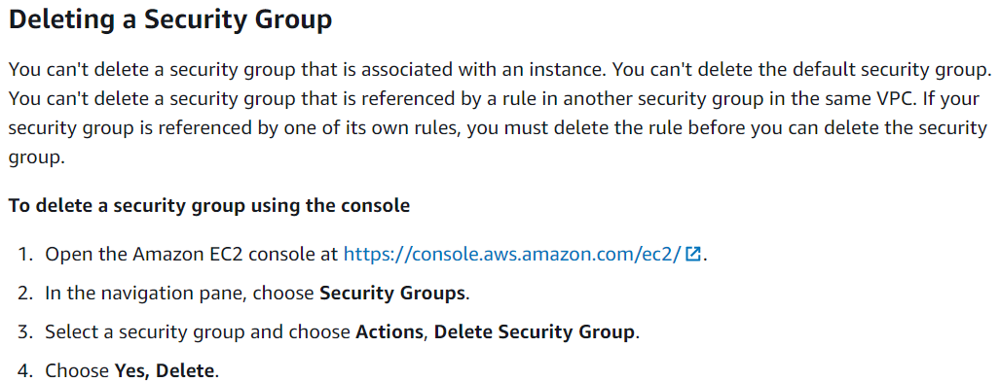 Deleting a Security Group
You can't delete a security group that is associated with an instance. You can't delete the default security group.
You can't delete a security group that is referenced by a rule in another security group in the same VPC. If your
security group is referenced by one of its own rules, you must delete the rule before you can delete the security
group.
To delete a security group using the console
1. Open the Amazon EC2 console at https://console.aws.amazon.com/ec2/.
2. In the navigation pane, choose Security Groups.
3. Select a security group and choose Actions, Delete Security Group.
4. Choose Yes, Delete.